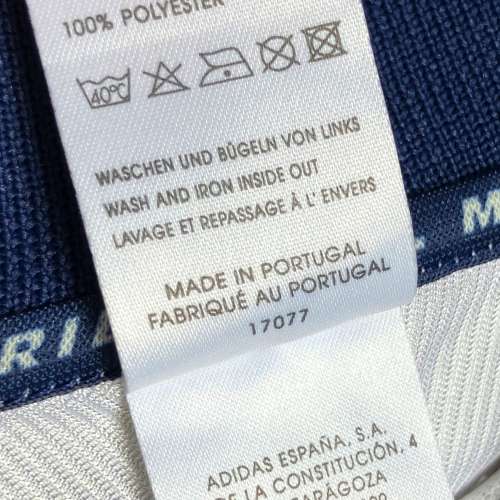 100% POLYESTER
40°C
WASCHEN UND BÜGELN VON LINKS
WASH AND IRON INSIDE OUT
LAVAGE ET REPASSAGE À L'ENVERS
MADE IN PORTUGAL
FABRIQUÉ AU PORTUGAL
17077
ADIDAS ESPAÑA, S.A.
DE LA CONSTITUCIÓN, 4
ZARAGOZA